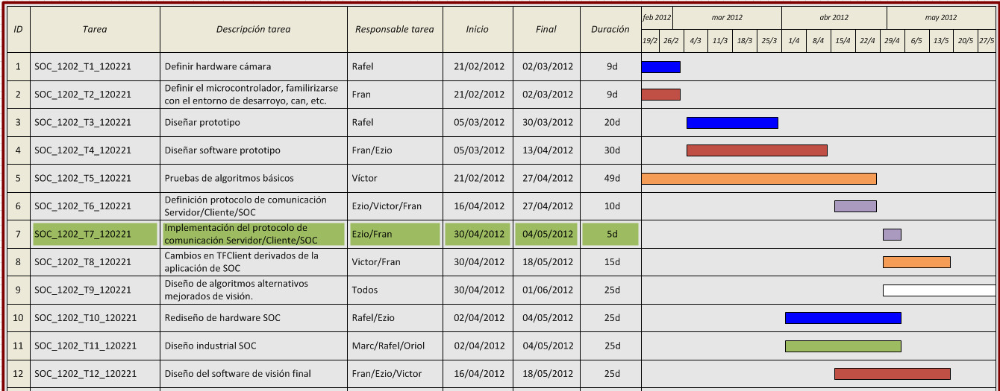 ID Tarea Descripción tarea Responsable tarea Inicio Final Duración feb 2012 mar 2012 abr 2012 may 2012
19/2 26/2 4/3 11/3 18/3 25/3 1/4 8/4 15/4 22/4 29/4 6/5 13/5 20/5 27/5
1 SOC_1202_T1_120221 Definir hardware cámara Rafel 21/02/2012 02/03/2012 9d
2 SOC_1202_T2_120221 Definir el microcontrolador, familirizarse
con el entorno de desarroyo, can, etc. Fran 21/02/2012 02/03/2012 9d
3 SOC_1202_T3_120221 Diseñar prototipo Rafel 05/03/2012 30/03/2012 20d
4 SOC_1202_T4_120221 Diseñar software prototipo Fran/Ezio 05/03/2012 13/04/2012 30d
5 SOC_1202_T5_120221 Pruebas de algoritmos básicos Víctor 21/02/2012 27/04/2012 49d
6 SOC_1202_T6_120221 Definición protocolo de comunicación
Servidor/Cliente/SOC Ezio/Victor/Fran 16/04/2012 27/04/2012 10d
7 SOC_1202_T7_120221 Implementación del protocolo de
comunicación Servidor/Cliente/SOC Ezio/Fran 30/04/2012 04/05/2012 5d
8 SOC_1202_T8_120221 Cambios en TFClient derivados de la
aplicación de SOC Victor/Fran 30/04/2012 18/05/2012 15d
9 SOC_1202_T9_120221 Diseño de algoritmos alternativos
mejorados de visión. Todos 30/04/2012 01/06/2012 25d
10 SOC_1202_T10_120221 Rediseño de hardware SOC Rafel/Ezio 02/04/2012 04/05/2012 25d
11 SOC_1202_T11_120221 Diseño industrial SOC Marc/Rafel/Oriol 02/04/2012 04/05/2012 25d
12 SOC_1202_T12_120221 Diseño del software de visión final Fran/Ezio/Victor 16/04/2012 18/05/2012 25d